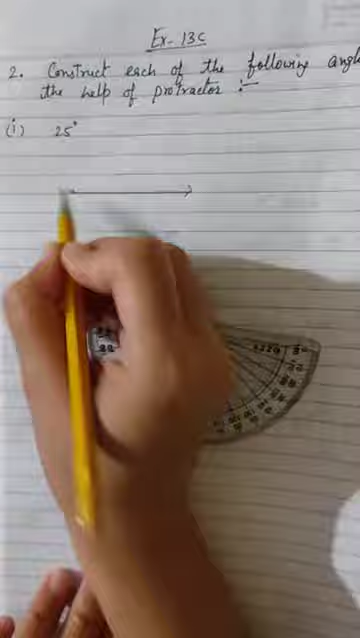 Ex- 13C
2. Construct each of the following angle
the help of protractor :-
(i) 25°